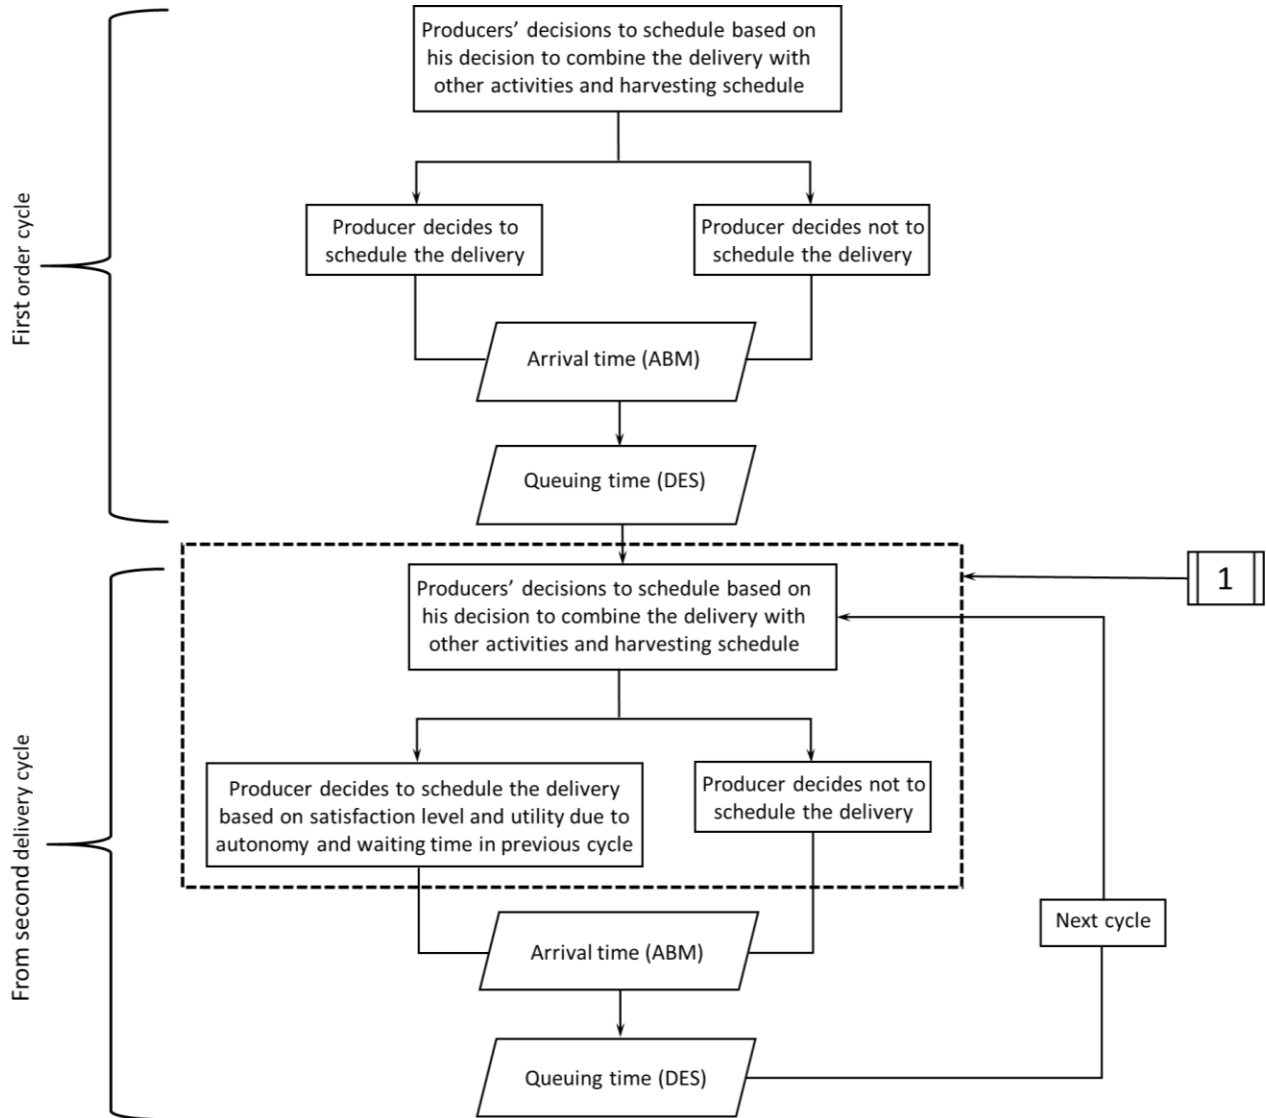 Producers’ decisions to schedule based on
his decision to combine the delivery with
other activities and harvesting schedule
First order cycle
Producer decides to
schedule the delivery
Producer decides not to
schedule the delivery
Arrival time (ABM)
Queuing time (DES)
1
Producers’ decisions to schedule based on
his decision to combine the delivery with
other activities and harvesting schedule
From second delivery cycle
Producer decides to schedule the delivery
based on satisfaction level and utility due to
autonomy and waiting time in previous cycle
Producer decides not to
schedule the delivery
Next cycle
Arrival time (ABM)
Queuing time (DES)